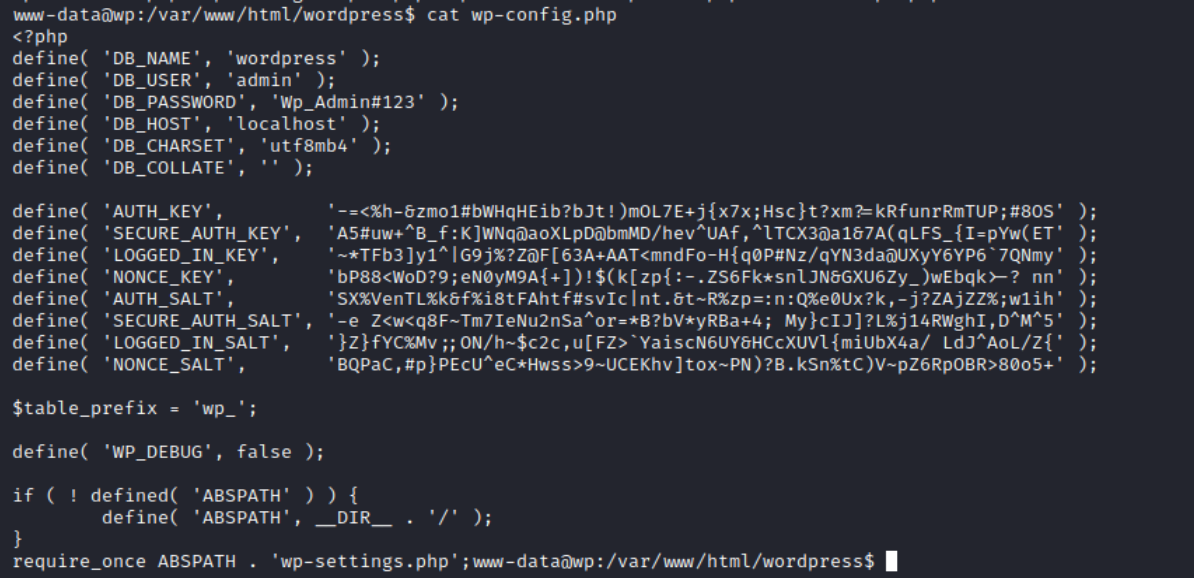 www-data@wp:/var/www/html/wordpress$ cat wp-config.php
<?php
define( 'DB_NAME', 'wordpress' );
define( 'DB_USER', 'admin' );
define( 'DB_PASSWORD', 'Wp_Admin#123' );
define( 'DB_HOST', 'localhost' );
define( 'DB_CHARSET', 'utf8mb4' );
define( 'DB_COLLATE', '' );

define( 'AUTH_KEY',         '-=<%h-&zmo1#bWHqHEib?bJt!)mOL7E+j{x7x;Hsc}t?xm?=kRfunrRmTUP;#8OS' );
define( 'SECURE_AUTH_KEY',  'A5#uw+^B_f:K]WNq@aoXLpD@bmMD/hev^UAf,^lTCX3@a1&7A(qLFS_{I=pYw(ET' );
define( 'LOGGED_IN_KEY',    '~*TFb3]y1^|G9j%?Z@F[63A+AAT<mndFo-H{q0P#Nz/qYN3da@UXyY6YP6`7QNmy' );
define( 'NONCE_KEY',        'bP88<WoD?9;eN0yM9A{+])!$(k[zp{:-.ZS6Fk*snlJN&GXU6Zy_)wEbqk>-? nn' );
define( 'AUTH_SALT',        'SX%VenTL%k&f%i8tFAhtf#svIc|nt.&t~R%zp=:n:Q%e0Ux?k,-j?ZAjZZ%;w1ih' );
define( 'SECURE_AUTH_SALT', '-e Z<w<q8F~Tm7IeNu2nSa^or=*B?bV*yRBa+4; My}cIJ]?L%j14RWghI,D^M^5' );
define( 'LOGGED_IN_SALT',   '}Z}fYC%Mv;;ON/h~$c2c,u[FZ>`YaiscN6UY&HCcXUVl{miUbX4a/ LdJ^AoL/Z{' );
define( 'NONCE_SALT',       'BQPaC,#p}PEcU^eC*Hwss>9~UCEKhv]tox~PN)?B.kSn%tC)V~pZ6RpOBR>80o5+' );

$table_prefix = 'wp_';

define( 'WP_DEBUG', false );

if ( ! defined( 'ABSPATH' ) ) {
        define( 'ABSPATH', __DIR__ . '/' );
}
require_once ABSPATH . 'wp-settings.php';www-data@wp:/var/www/html/wordpress$